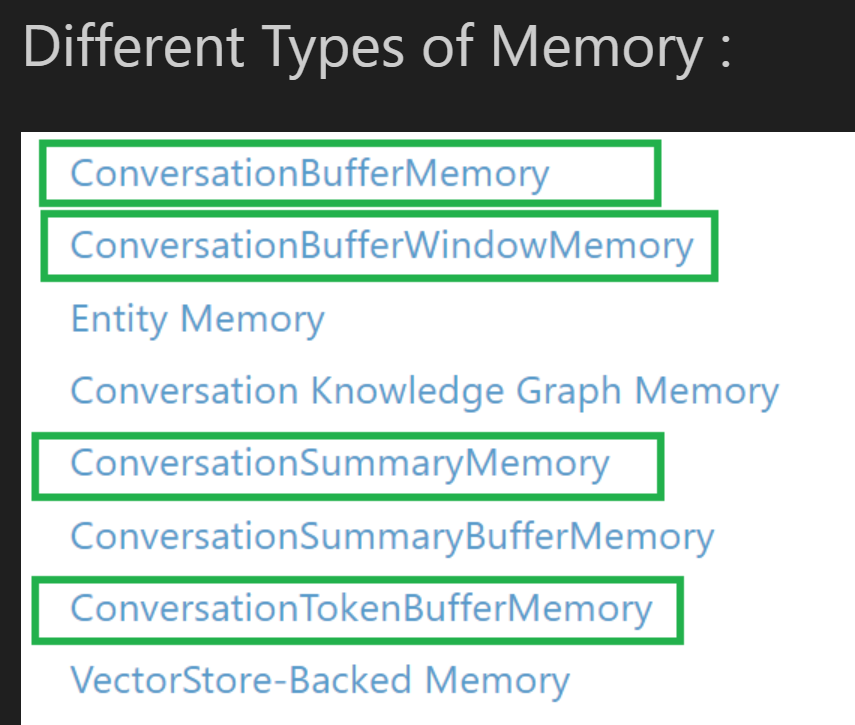 Different Types of Memory :
ConversationBufferMemory
ConversationBufferWindowMemory
Entity Memory
Conversation Knowledge Graph Memory
ConversationSummaryMemory
ConversationSummaryBufferMemory
ConversationTokenBufferMemory
VectorStore-Backed Memory